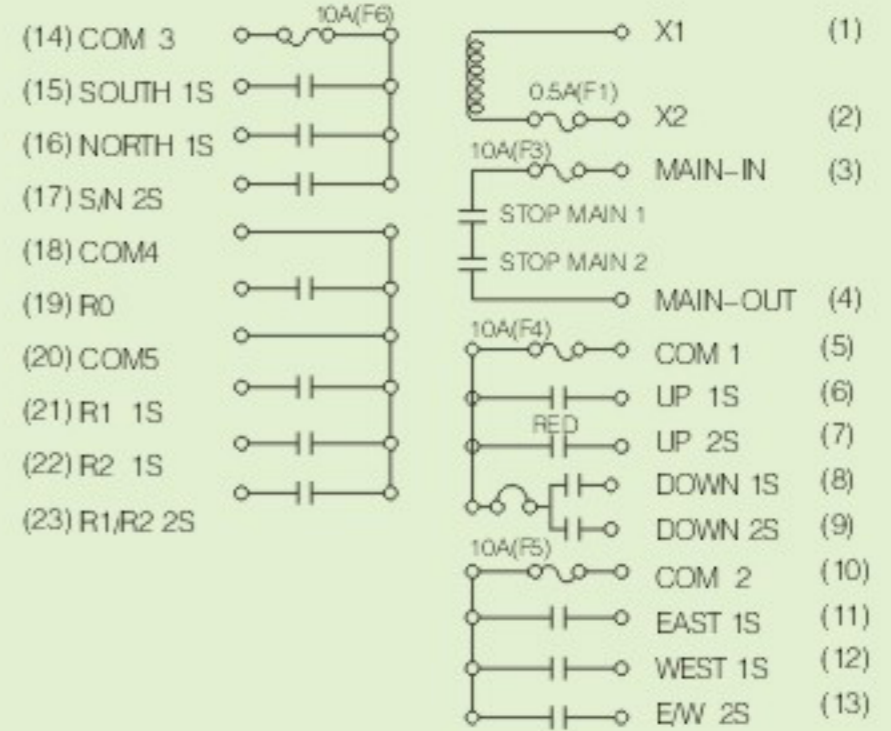 10A(F6)
(14) COM 3
(15) SOUTH 1S
(16) NORTH 1S
(17) S/N 2S
(18) COM4
(19) R0
(20) COM5
(21) R1 1S
(22) R2 1S
(23) R1/R2 2S
X1 (1)
0.5A(F1)
X2 (2)
10A(F3)
MAIN-IN (3)
STOP MAIN 1
STOP MAIN 2
MAIN-OUT (4)
10A(F4)
COM 1 (5)
UP 1S (6)
RED
UP 2S (7)
DOWN 1S (8)
DOWN 2S (9)
10A(F5)
COM 2 (10)
EAST 1S (11)
WEST 1S (12)
E/W 2S (13)